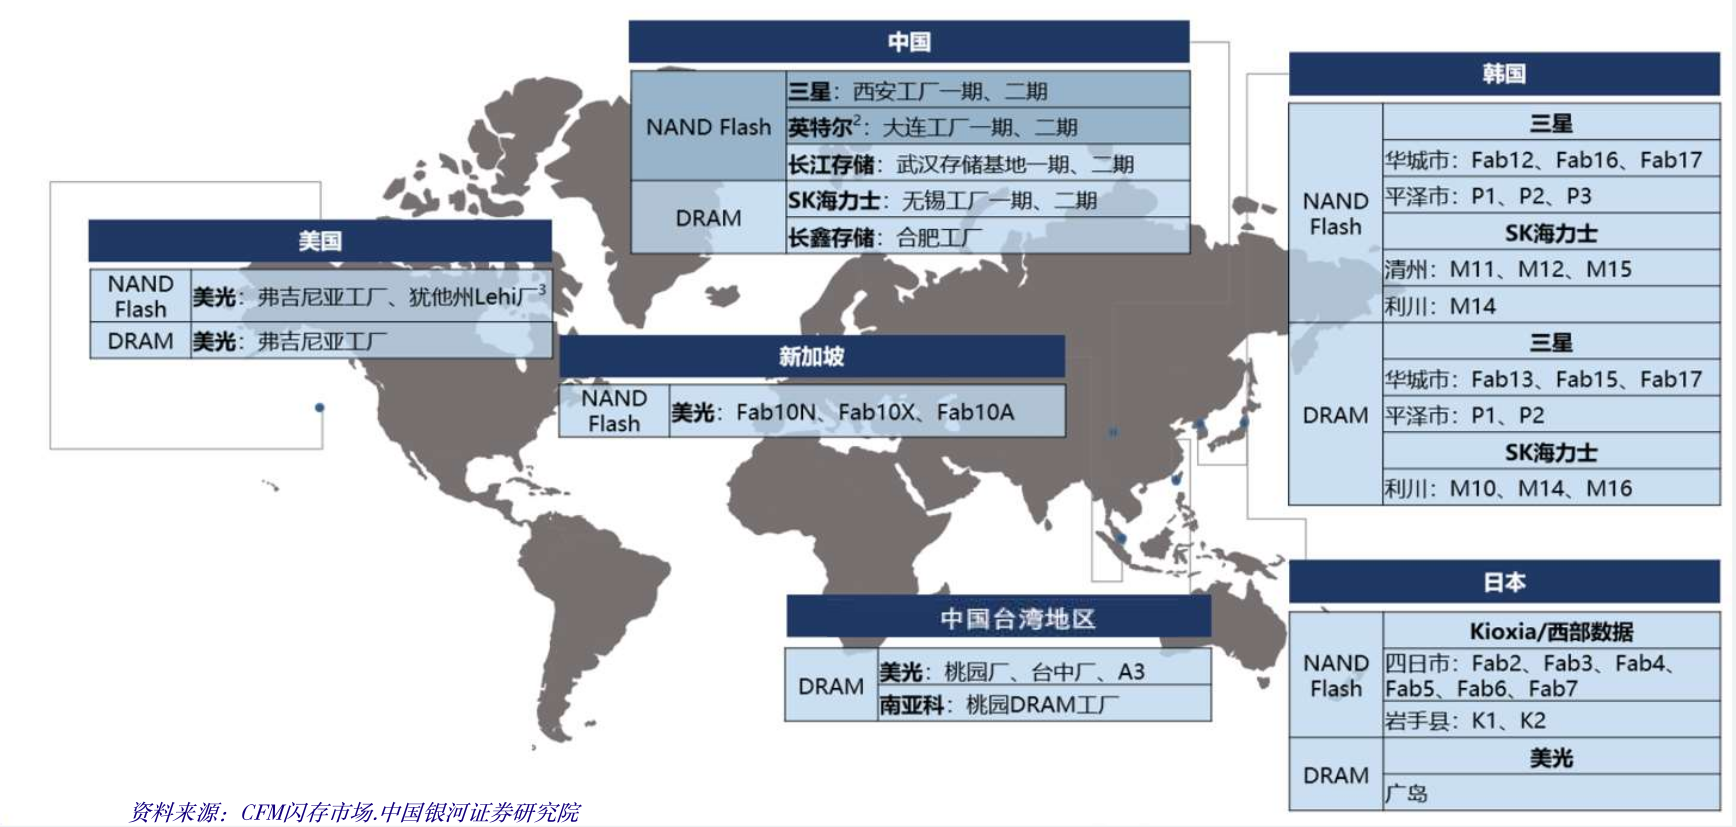 中国
NAND Flash
三星：西安工厂一期、二期
英特尔2：大连工厂一期、二期
长江存储：武汉存储基地一期、二期
DRAM
SK海力士：无锡工厂一期、二期
长鑫存储：合肥工厂
韩国
NAND
Flash
三星
华城市：Fab12、Fab16、Fab17
平泽市：P1、P2、P3
SK海力士
清州：M11、M12、M15
利川：M14
DRAM
三星
华城市：Fab13、Fab15、Fab17
平泽市：P1、P2
SK海力士
利川：M10、M14、M16
美国
NAND
Flash
美光：弗吉尼亚工厂、犹他州Lehi厂3
DRAM
美光：弗吉尼亚工厂
新加坡
NAND
Flash
美光：Fab10N、Fab10X、Fab10A
中国台湾地区
DRAM
美光：桃园厂、台中厂、A3
南亚科：桃园DRAM工厂
日本
NAND
Flash
Kioxia/西部数据
四日市：Fab2、Fab3、Fab4、
Fab5、Fab6、Fab7
岩手县：K1、K2
DRAM
美光
广岛
资料来源：CFM闪存市场.中国银河证券研究院